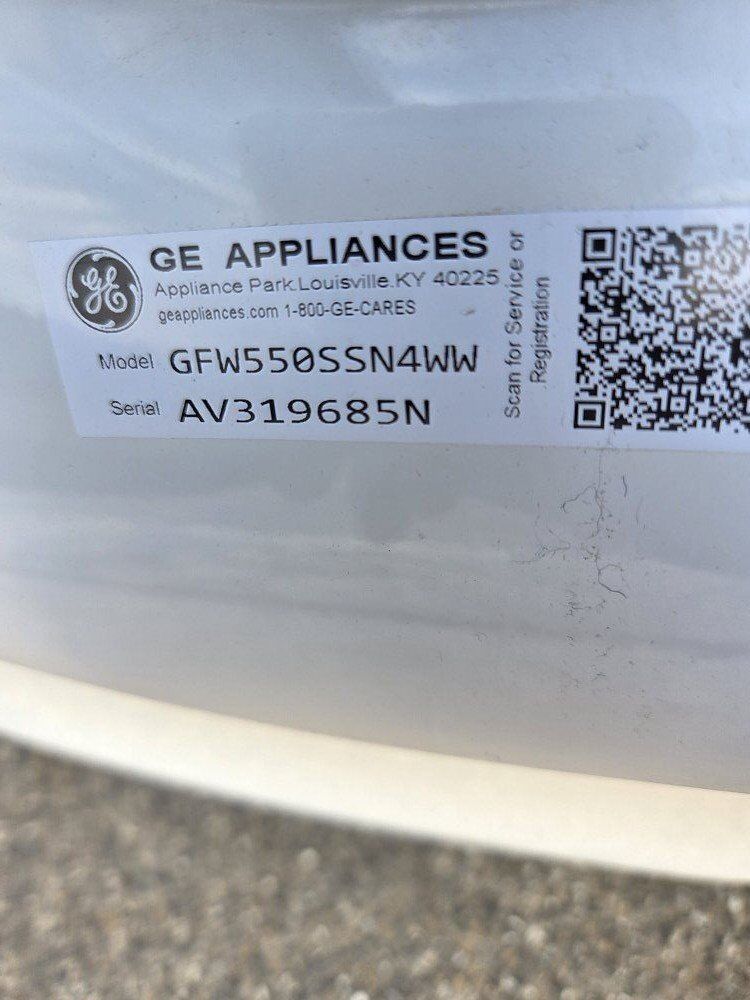 GE
GE APPLIANCES
Appliance Park.Louisville.KY 40225
geappliances.com 1-800-GE-CARES
Model GFW550SSN4WW
Serial AV319685N
Scan for Service or
Registration